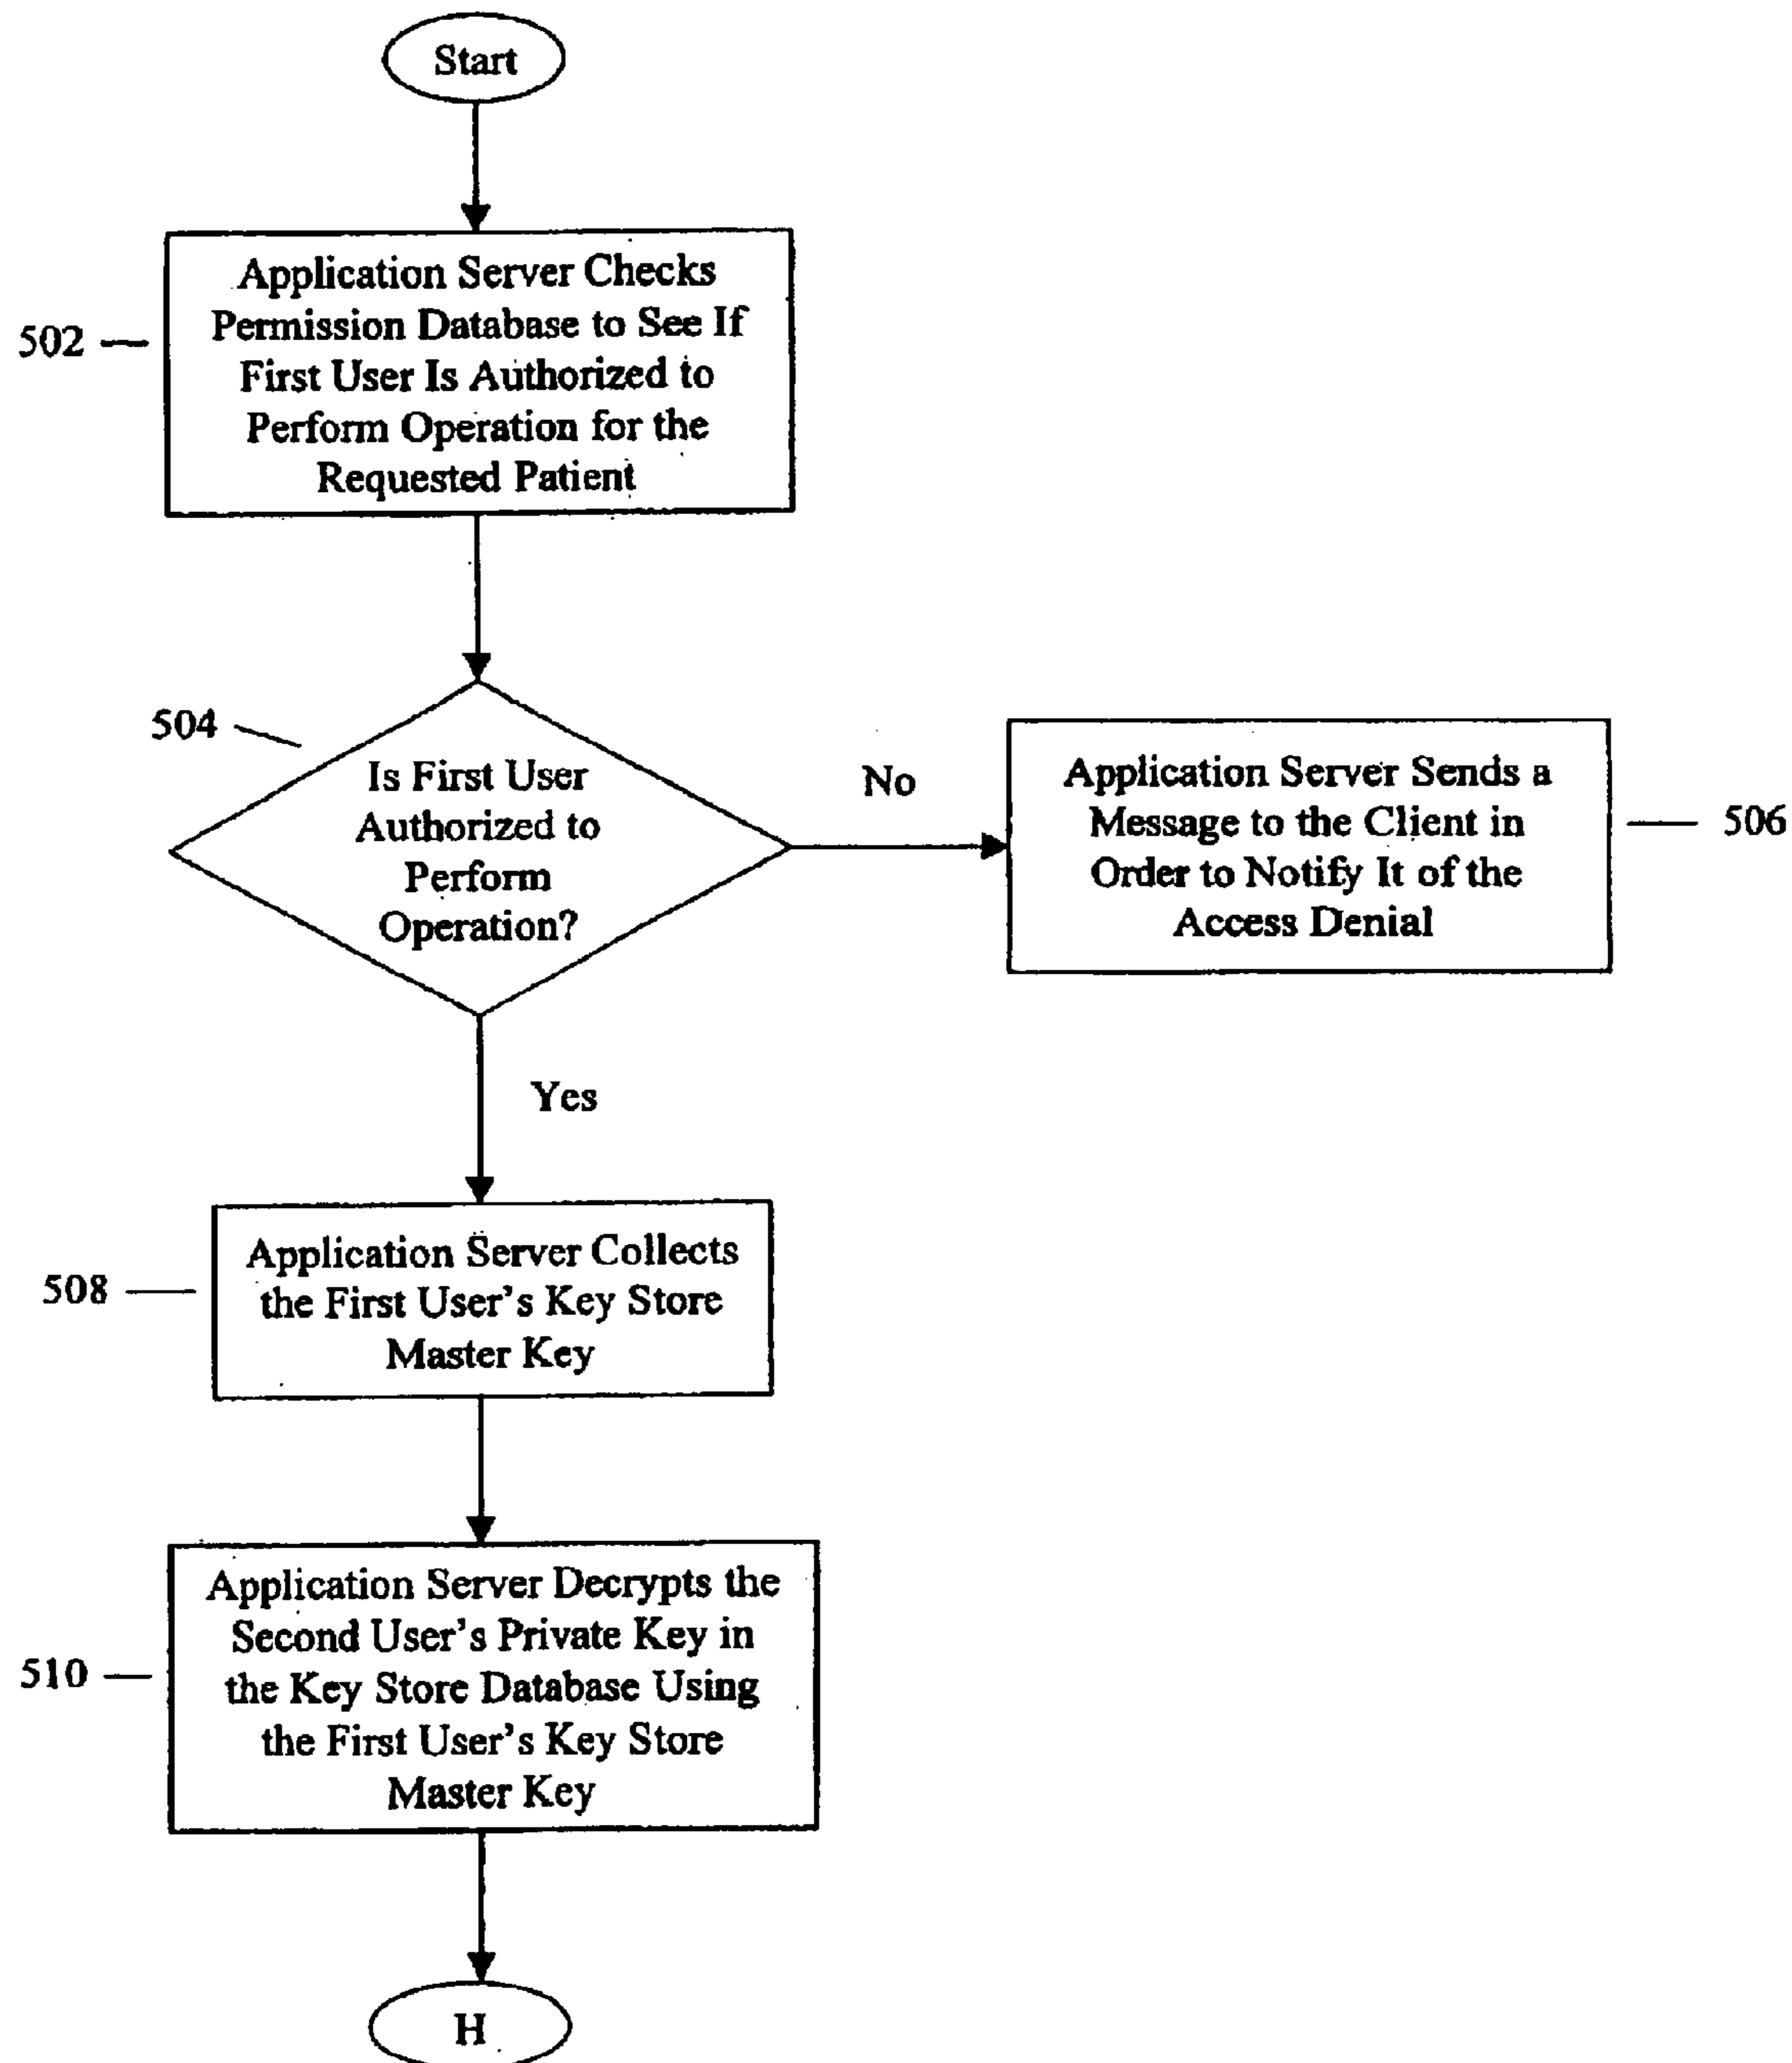 Start
Application Server Checks
Permission Database to See If
First User Is Authorized to
Perform Operation for the
Requested Patient
502
504
Is First User
Authorized to
Perform
Operation?
No
Application Server Sends a
Message to the Client in
Order to Notify It of the
Access Denial
506
Yes
508
Application Server Collects
the First User's Key Store
Master Key
510
Application Server Decrypts the
Second User's Private Key in
the Key Store Database Using
the First User's Key Store
Master Key
H